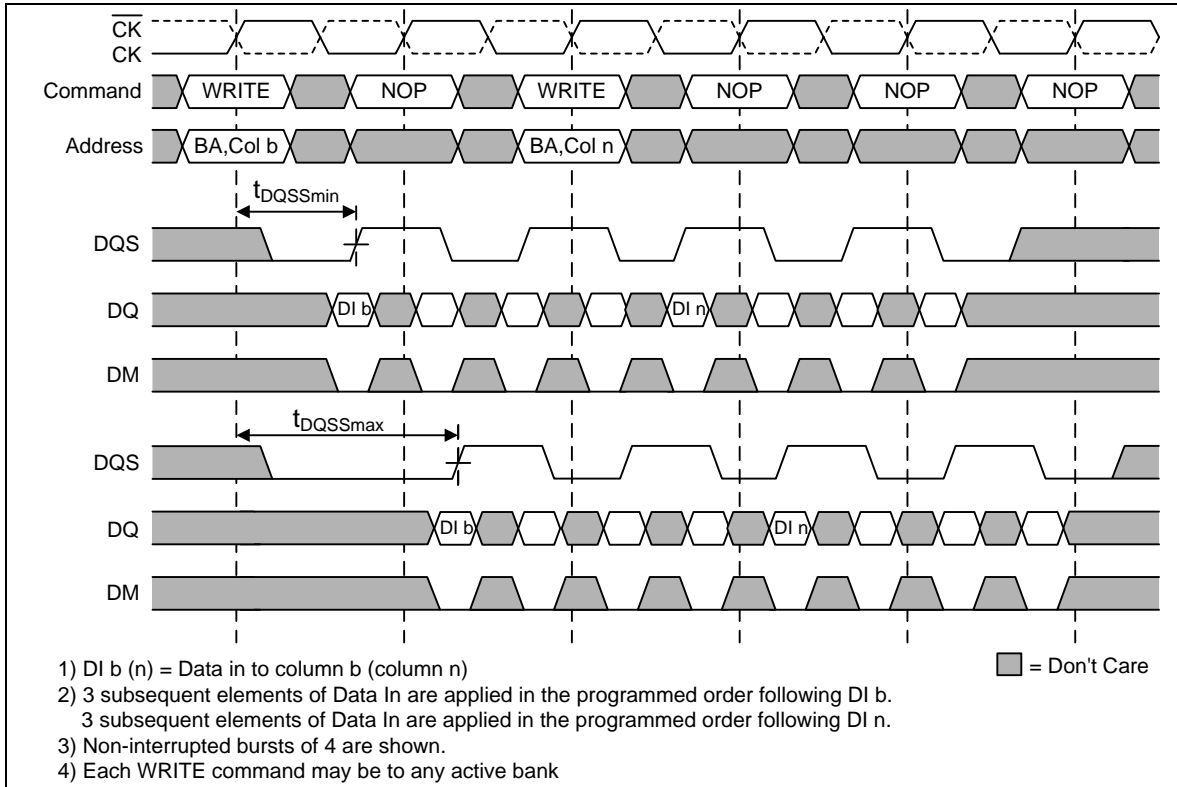 CK
CK
Command WRITE NOP WRITE NOP NOP NOP
Address BA,Col b BA,Col n
tDQSSmin
DQS
DQ DI b DI n
DM
tDQSSmax
DQS
DQ DI b DI n
DM
1) DI b (n) = Data in to column b (column n)
= Don't Care
2) 3 subsequent elements of Data In are applied in the programmed order following DI b.
3 subsequent elements of Data In are applied in the programmed order following DI n.
3) Non-interrupted bursts of 4 are shown.
4) Each WRITE command may be to any active bank